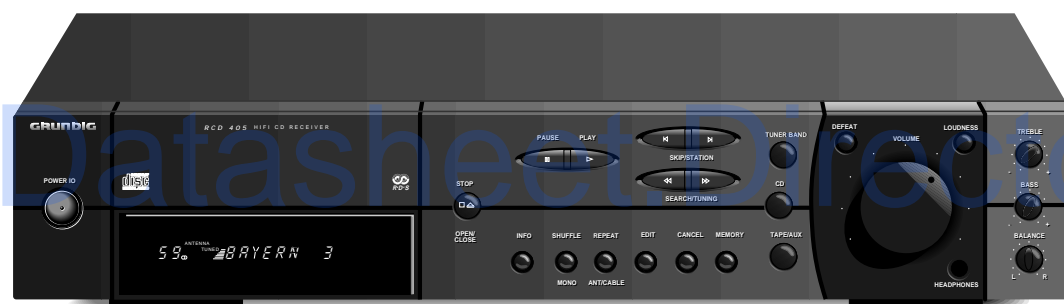 Datasheet.Directo
GRUNDIG
RCD 405 HIFI CD RECEIVER
POWER IO
disc
R·D·S
STOP
OPEN/
CLOSE
PAUSE PLAY
SKIP/STATION
SEARCH/TUNING
TUNER BAND
CD
TAPE/AUX
INFO SHUFFLE REPEAT EDIT CANCEL MEMORY
MONO ANT/CABLE
DEFEAT
VOLUME
LOUDNESS
HEADPHONES
TREBLE
- +
BASS
- +
BALANCE
L R
ANTENNA
TUNED
59 BAYERN 3